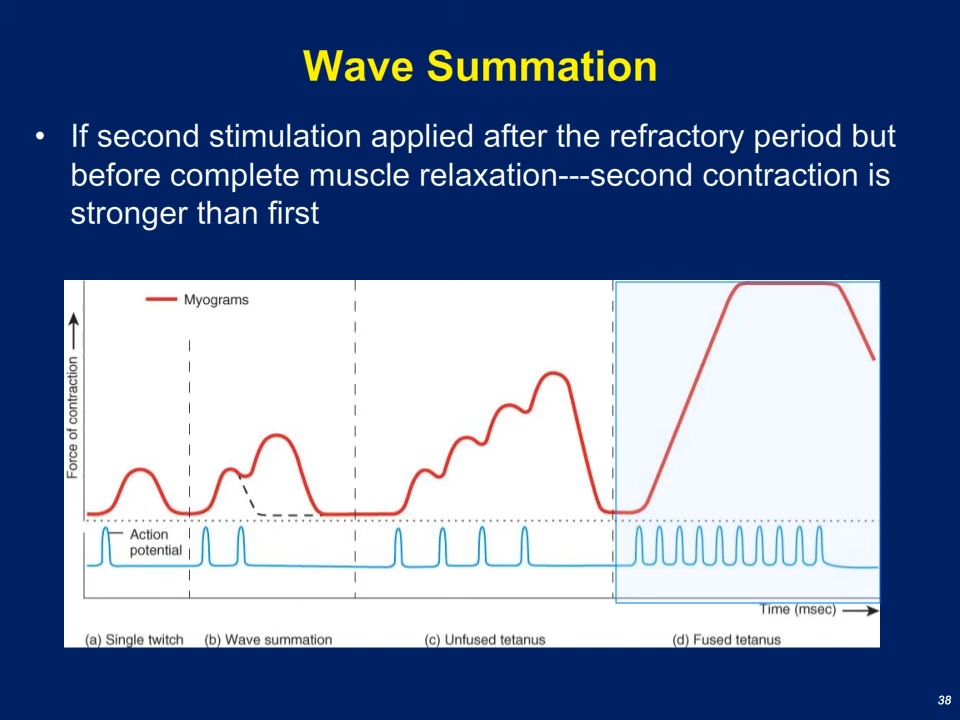 Wave Summation
• If second stimulation applied after the refractory period but
before complete muscle relaxation---second contraction is
stronger than first
Myograms
Force of contraction
Action
potential
Time (msec)
(a) Single twitch
(b) Wave summation
(c) Unfused tetanus
(d) Fused tetanus
38